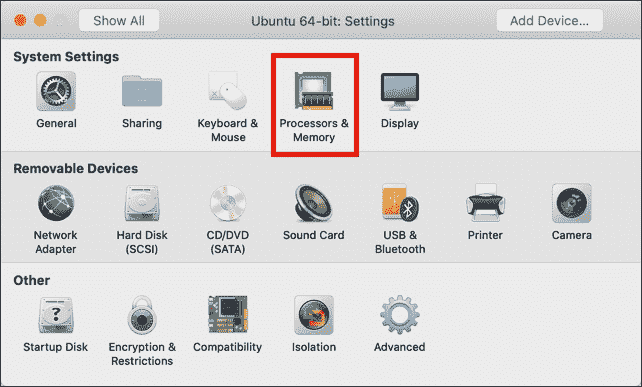 Show All
Ubuntu 64-bit: Settings
Add Device...
System Settings
General
Sharing
Keyboard &
Mouse
Processors &
Memory
Display
Removable Devices
Network
Adapter
Hard Disk
(SCSI)
CD/DVD
(SATA)
Sound Card
USB &
Bluetooth
Printer
Camera
Other
Startup Disk
Encryption &
Restrictions
Compatibility
Isolation
Advanced